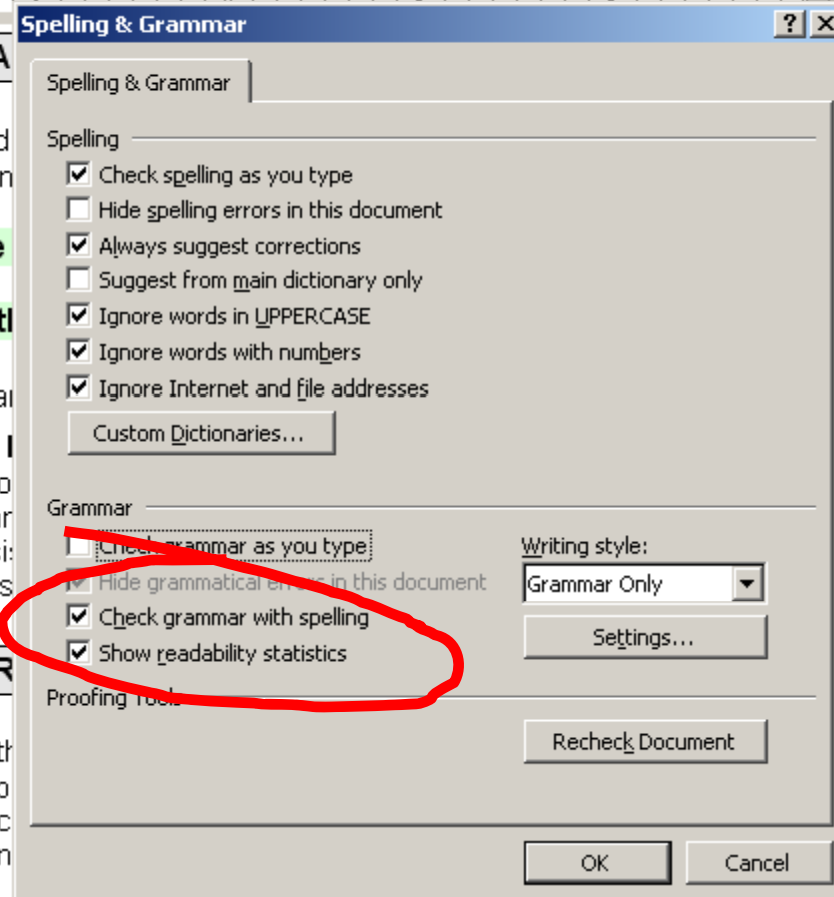 Spelling & Grammar
Spelling & Grammar
Spelling
Check spelling as you type
Hide spelling errors in this document
Always suggest corrections
Suggest from main dictionary only
Ignore words in UPPERCASE
Ignore words with numbers
Ignore Internet and file addresses
Custom Dictionaries...
Grammar
Check grammar as you type
Writing style:
Hide grammatical errors in this document
Grammar Only
Check grammar with spelling
Settings...
Show readability statistics
Proofing Tools
Recheck Document
OK
Cancel